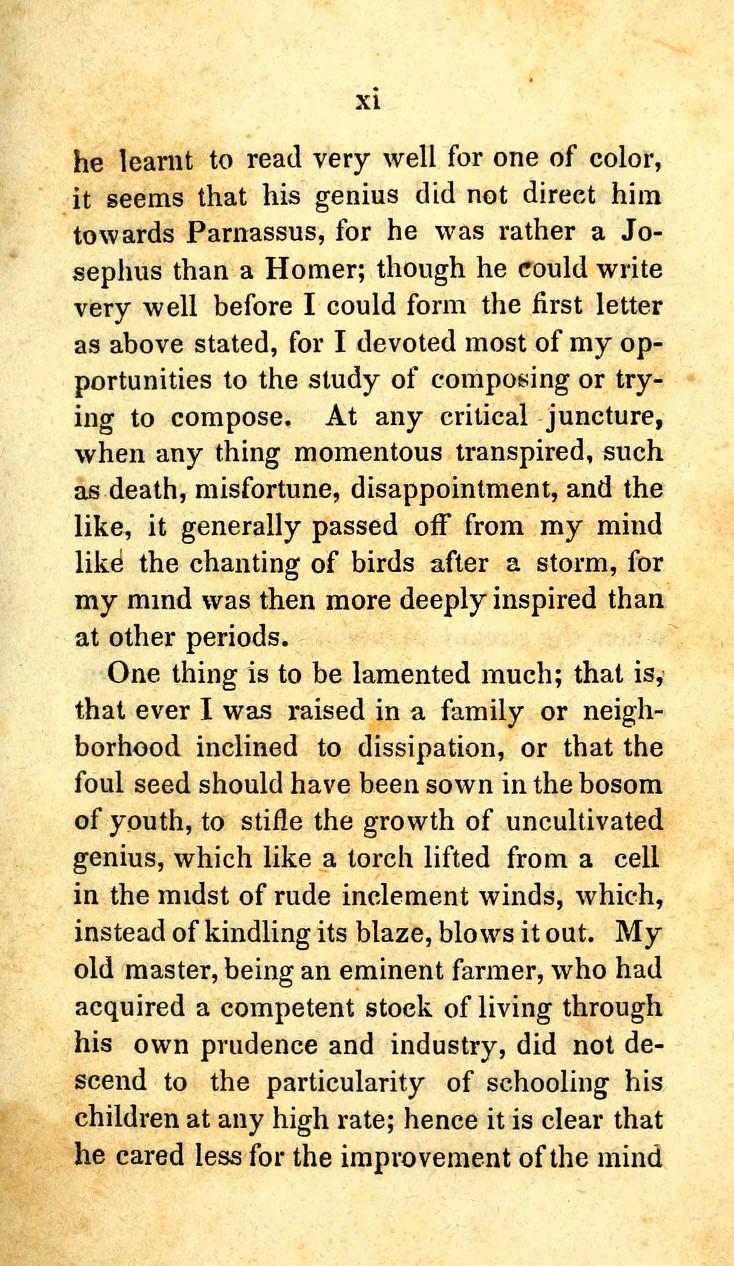 xi
he learnt to read very well for one of color,
it seems that his genius did not direct him
towards Parnassus, for he was rather a Jo-
sephus than a Homer; though he could write
very well before I could form the first letter
as above stated, for I devoted most of my op-
portunities to the study of composing or try-
ing to compose. At any critical juncture,
when any thing momentous transpired, such
as death, misfortune, disappointment, and the
like, it generally passed off from my mind
like the chanting of birds after a storm, for
my mind was then more deeply inspired than
at other periods.
One thing is to be lamented much; that is,
that ever I was raised in a family or neigh-
borhood inclined to dissipation, or that the
foul seed should have been sown in the bosom
of youth, to stifle the growth of uncultivated
genius, which like a torch lifted from a cell
in the midst of rude inclement winds, which,
instead of kindling its blaze, blows it out. My
old master, being an eminent farmer, who had
acquired a competent stock of living through
his own prudence and industry, did not de-
scend to the particularity of schooling his
children at any high rate; hence it is clear that
he cared less for the improvement of the mind